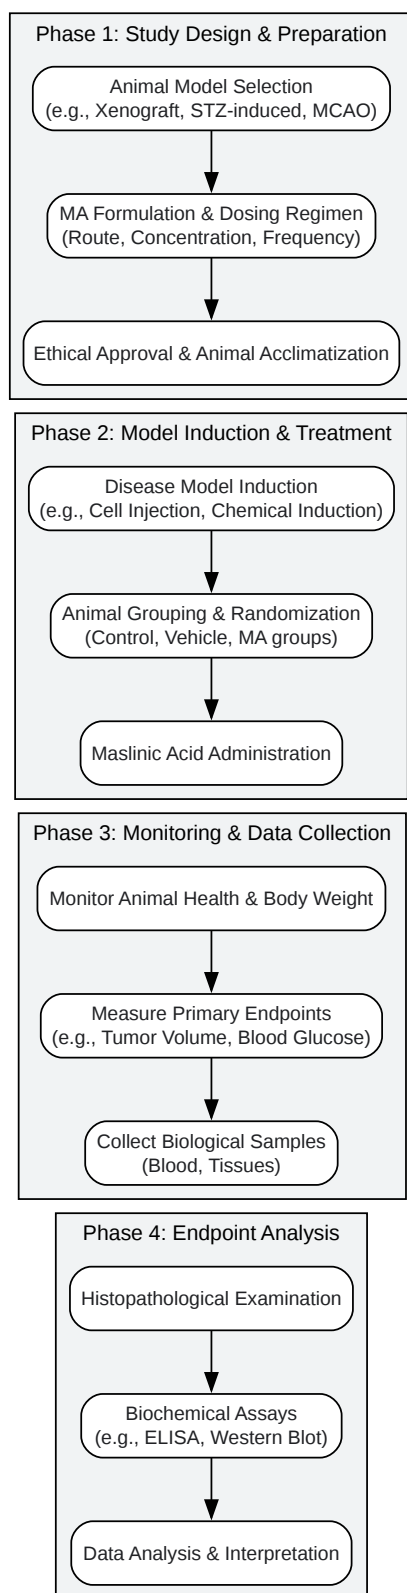 Phase 1: Study Design & Preparation
Animal Model Selection
(e.g., Xenograft, STZ-induced, MCAO)
MA Formulation & Dosing Regimen
(Route, Concentration, Frequency)
Ethical Approval & Animal Acclimatization
Phase 2: Model Induction & Treatment
Disease Model Induction
(e.g., Cell Injection, Chemical Induction)
Animal Grouping & Randomization
(Control, Vehicle, MA groups)
Maslinic Acid Administration
Phase 3: Monitoring & Data Collection
Monitor Animal Health & Body Weight
Measure Primary Endpoints
(e.g., Tumor Volume, Blood Glucose)
Collect Biological Samples
(Blood, Tissues)
Phase 4: Endpoint Analysis
Histopathological Examination
Biochemical Assays
(e.g., ELISA, Western Blot)
Data Analysis & Interpretation